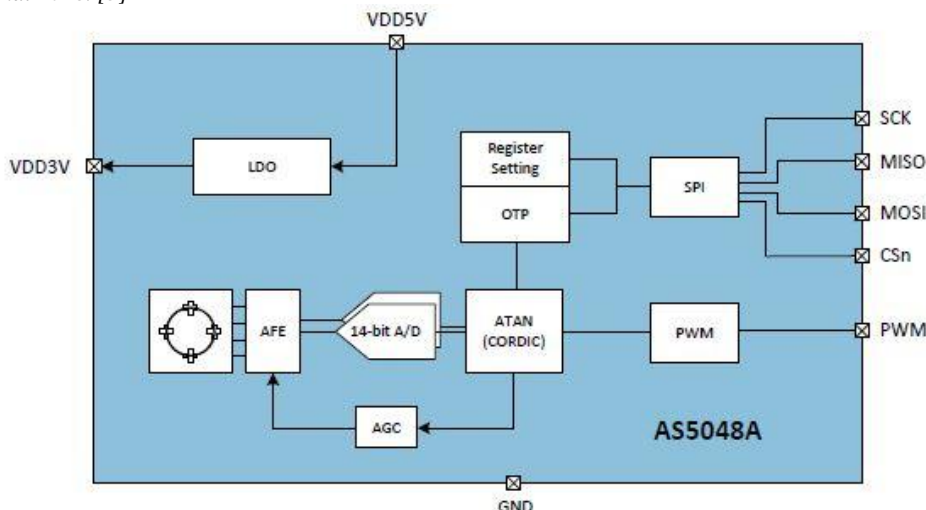 VDD5V
VDD3V
LDO
Register
Setting
OTP
SPI
SCK
MISO
MOSI
CSn
AFE
14-bit A/D
ATAN
(CORDIC)
PWM
PWM
AGC
AS5048A
GND